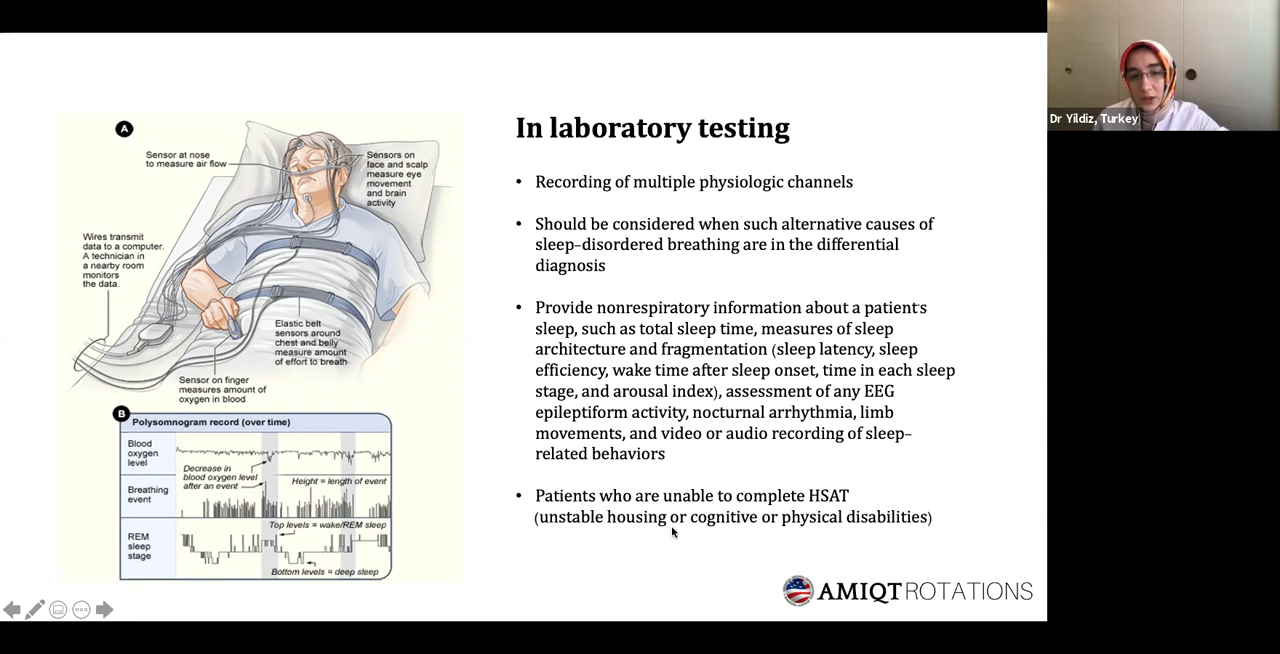 A
Sensor at nose
to measure air flow
Sensors on
face and scalp
measure eye
movement
and brain
activity
Wires transmit
data to a computer.
A technician in
a nearby room
monitors
the data.
Elastic belt
sensors around
chest and belly
measure amount
of effort to breath
Sensor on finger
measures amount of
oxygen in blood
B
Polysomnogram record (over time)
Blood
oxygen
level
Decrease in
blood oxygen level
after an event
Height = length of event
Breathing
event
Top levels = wake/REM sleep
REM
sleep
stage
Bottom levels = deep sleep
In laboratory testing
• Recording of multiple physiologic channels
• Should be considered when such alternative causes of
sleep–disordered breathing are in the differential
diagnosis
• Provide nonrespiratory information about a patient's
sleep, such as total sleep time, measures of sleep
architecture and fragmentation (sleep latency, sleep
efficiency, wake time after sleep onset, time in each sleep
stage, and arousal index), assessment of any EEG
epileptiform activity, nocturnal arrhythmia, limb
movements, and video or audio recording of sleep–
related behaviors
• Patients who are unable to complete HSAT
(unstable housing or cognitive or physical disabilities)
AMIQT ROTATIONS
Dr Yildiz, Turkey